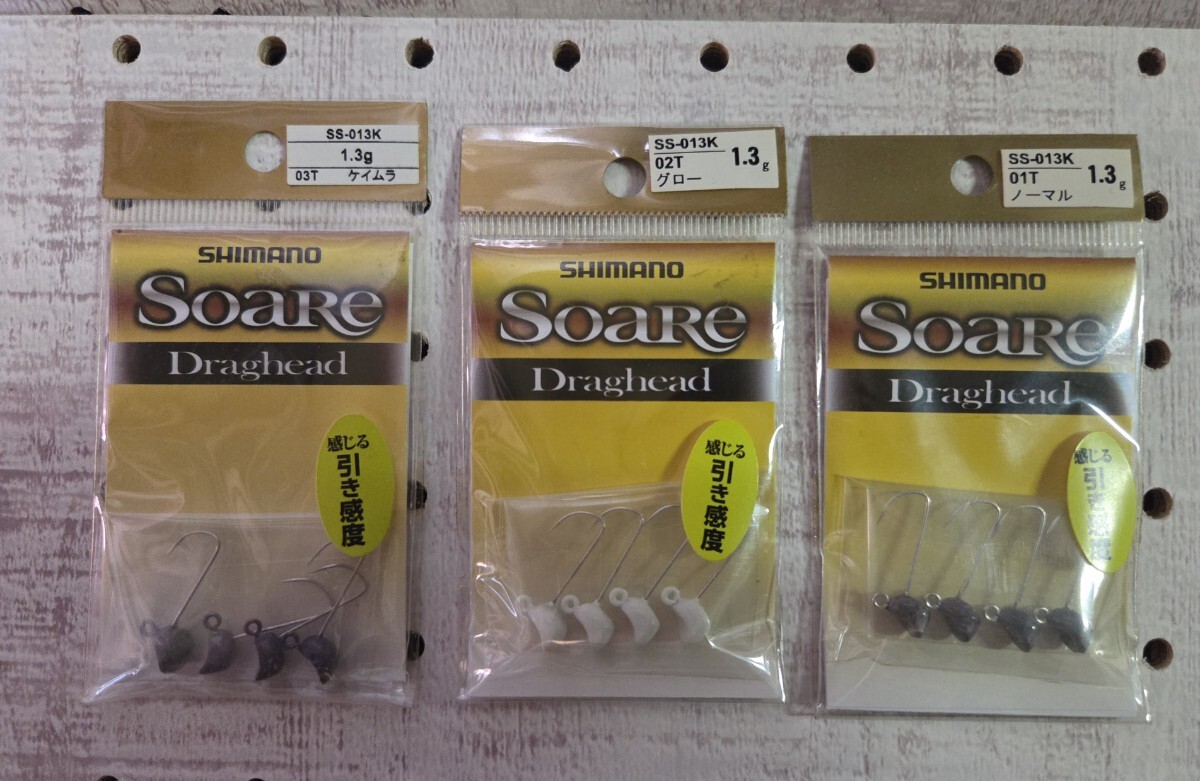 SS-013K
1.3g
03T ケイムラ
SHIMANO
SOARE
Draghead
感じる
引き感度
SS-013K
02T 1.3g
グロー
SHIMANO
SOARE
Draghead
感じる
引き感度
SS-013K
01T 1.3g
ノーマル
SHIMANO
SOARE
Draghead
感じる
引き感度